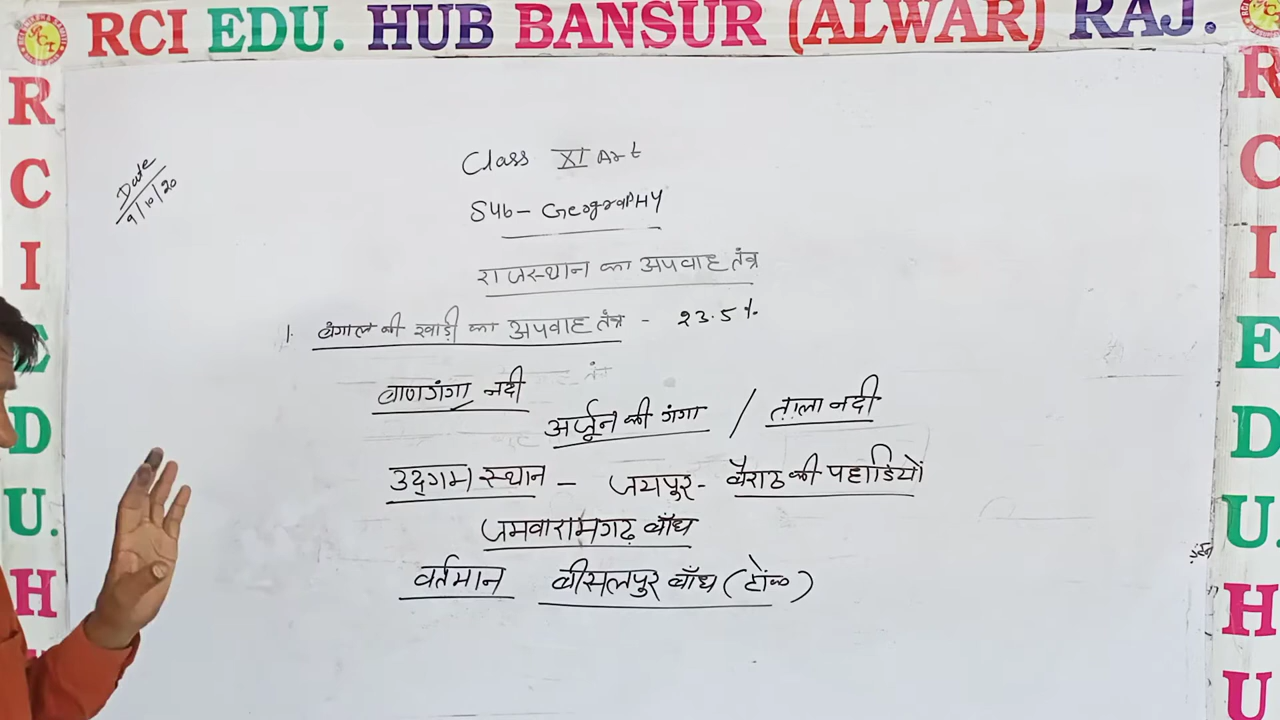 RCI EDU. HUB BANSUR (ALWAR) RAJ.
R
C
I
E
D
U.
H
Date
9/10/20
Class XI Art
Sub- GeograPHY
राजस्थान का अपवाह तंत्र
1. बंगाल की खाड़ी का अपवाह तंत्र - 23.5 %
बाणगंगा नदी
अर्जून की गंगा / ताला नदी
उद्गम स्थान - जयपुर- बैराठ की पहाडियों
जमवारामगढ़ बाँध
वर्तमान बीसलपुर बाँध (टोंक)
R
C
I
E
D
U.
H
U